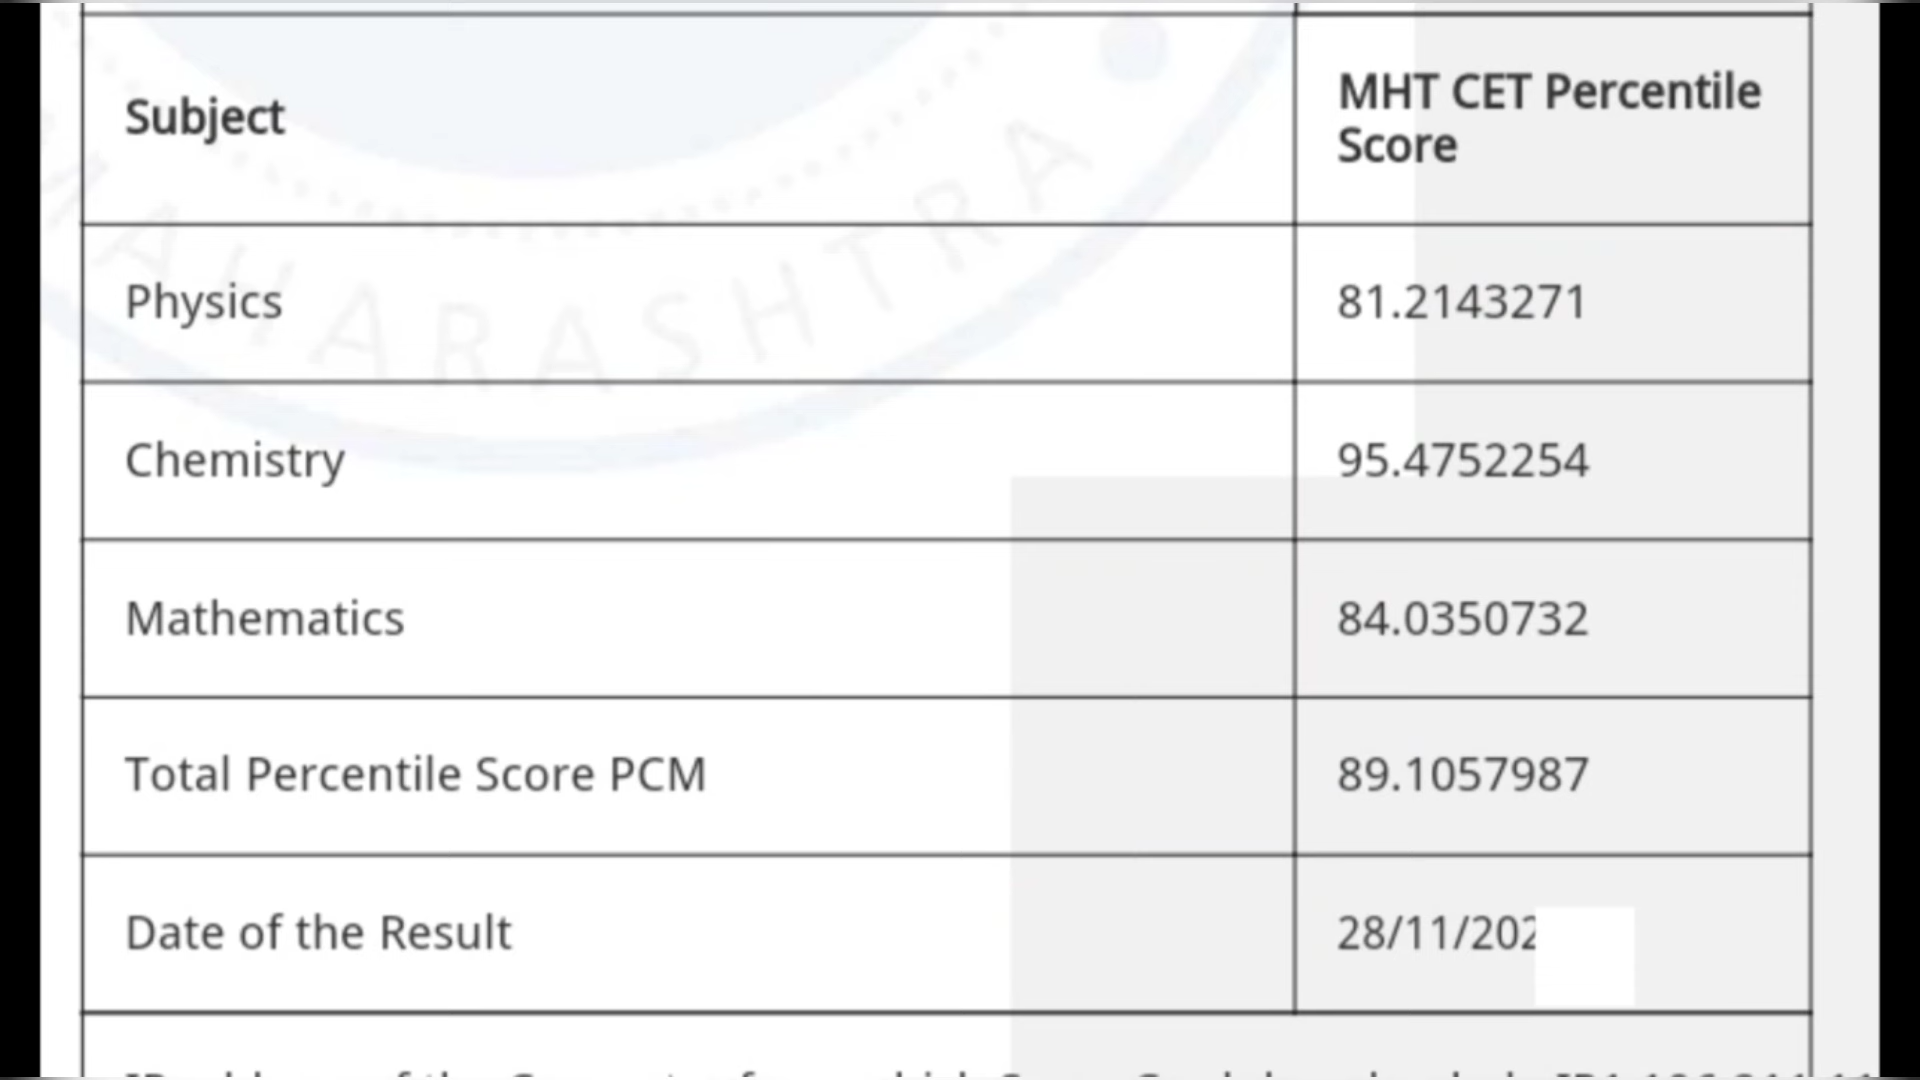 Subject
MHT CET Percentile
Score
Physics 81.2143271
Chemistry 95.4752254
Mathematics 84.0350732
Total Percentile Score PCM 89.1057987
Date of the Result 28/11/202
MAHARASHTRA